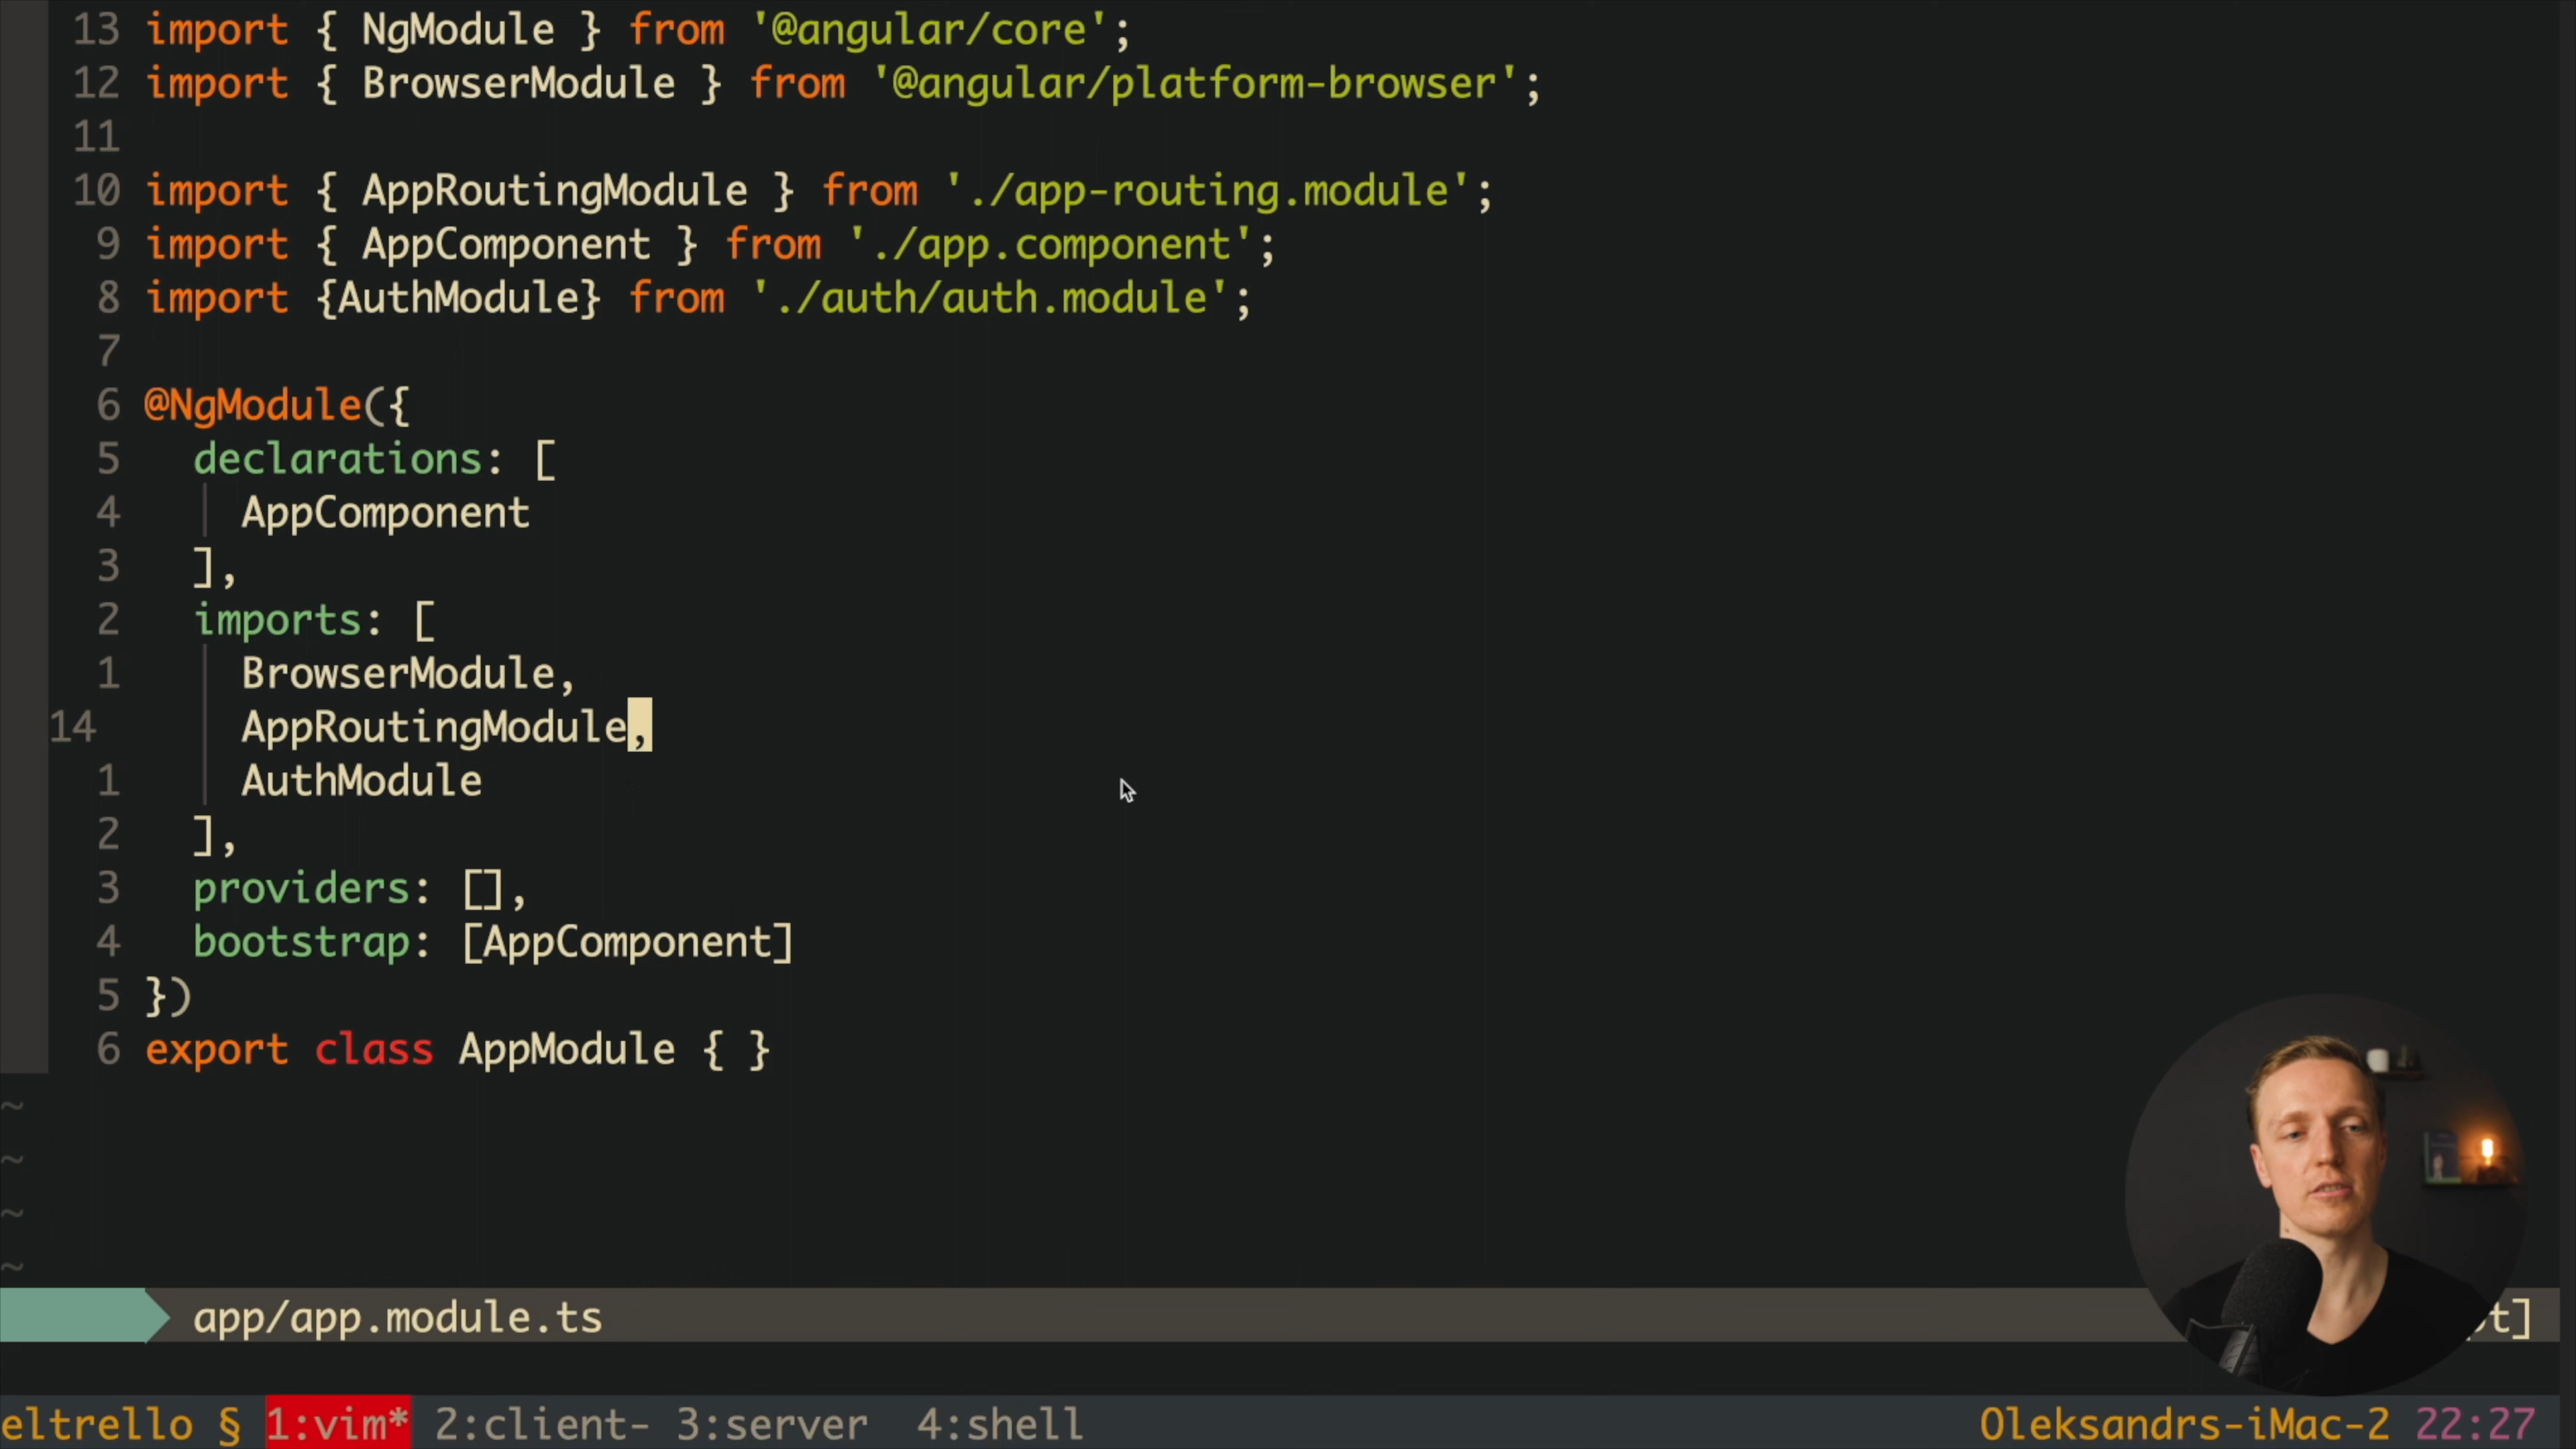 13 import { NgModule } from '@angular/core';
12 import { BrowserModule } from '@angular/platform-browser';
11
10 import { AppRoutingModule } from './app-routing.module';
9 import { AppComponent } from './app.component';
8 import {AuthModule} from './auth/auth.module';
7
6 @NgModule({
5 declarations: [
4 AppComponent
3 ],
2 imports: [
1 BrowserModule,
14 AppRoutingModule,
1 AuthModule
2 ],
3 providers: [],
4 bootstrap: [AppComponent]
5 })
6 export class AppModule { }
~
~
~
~
app/app.module.ts
eltrello § 1:vim* 2:client- 3:server 4:shell Oleksandrs-iMac-2 22:27